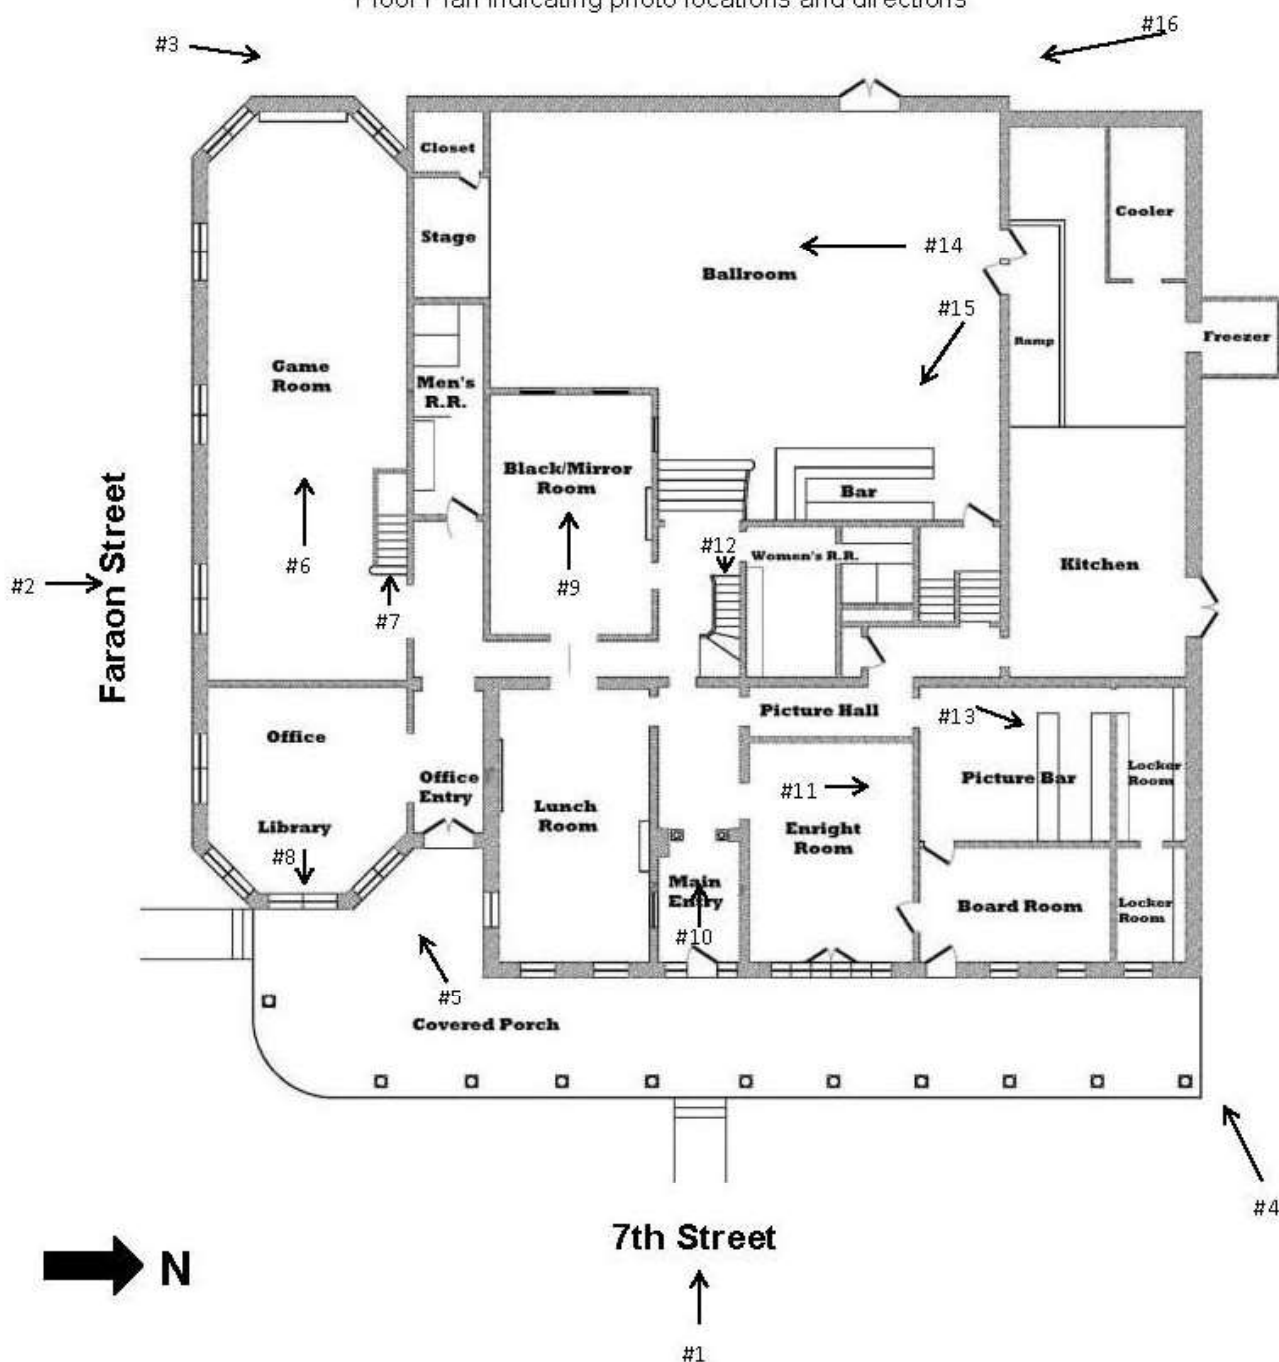 Floor Plan indicating photo locations and directions
#3
#16
Closet
Stage
Cooler
#14
Ballroom
#15
Ramp
Freezer
Game
Room
Men's
R.R.
Black/Mirror
Room
Bar
Faraon Street
#2
#6
#7
#9
#12
Women's R.R.
Kitchen
Picture Hall
#13
Office
Office
Entry
Library
#8
Lunch
Room
#11
Enright
Room
Picture Bar
Locker
Room
Main
Entry
#10
Board Room
Locker
Room
#5
Covered Porch
#4
7th Street
N
#1